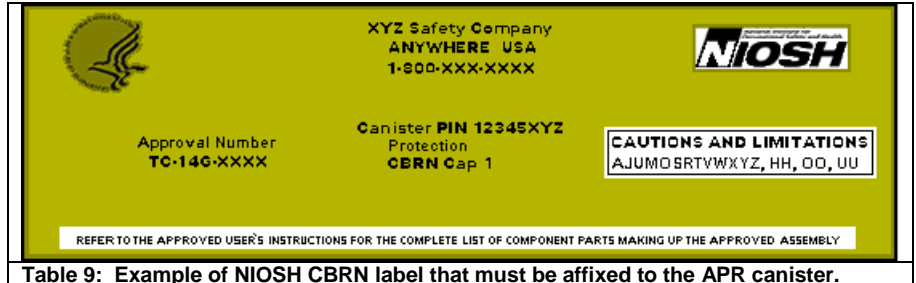 XYZ Safety Company
ANYWHERE USA
1-800-XXX-XXXX
NIOSH
Canister PIN 12345XYZ
Approval Number
Protection
TC-14G-XXXX
CBRN Cap 1
CAUTIONS AND LIMITATIONS
AJUMOSRTVWXYZ, HH, OO, UU
REFER TO THE APPROVED USER'S INSTRUCTIONS FOR THE COMPLETE LIST OF COMPONENT PARTS MAKING UP THE APPROVED ASSEMBLY
Table 9: Example of NIOSH CBRN label that must be affixed to the APR canister.